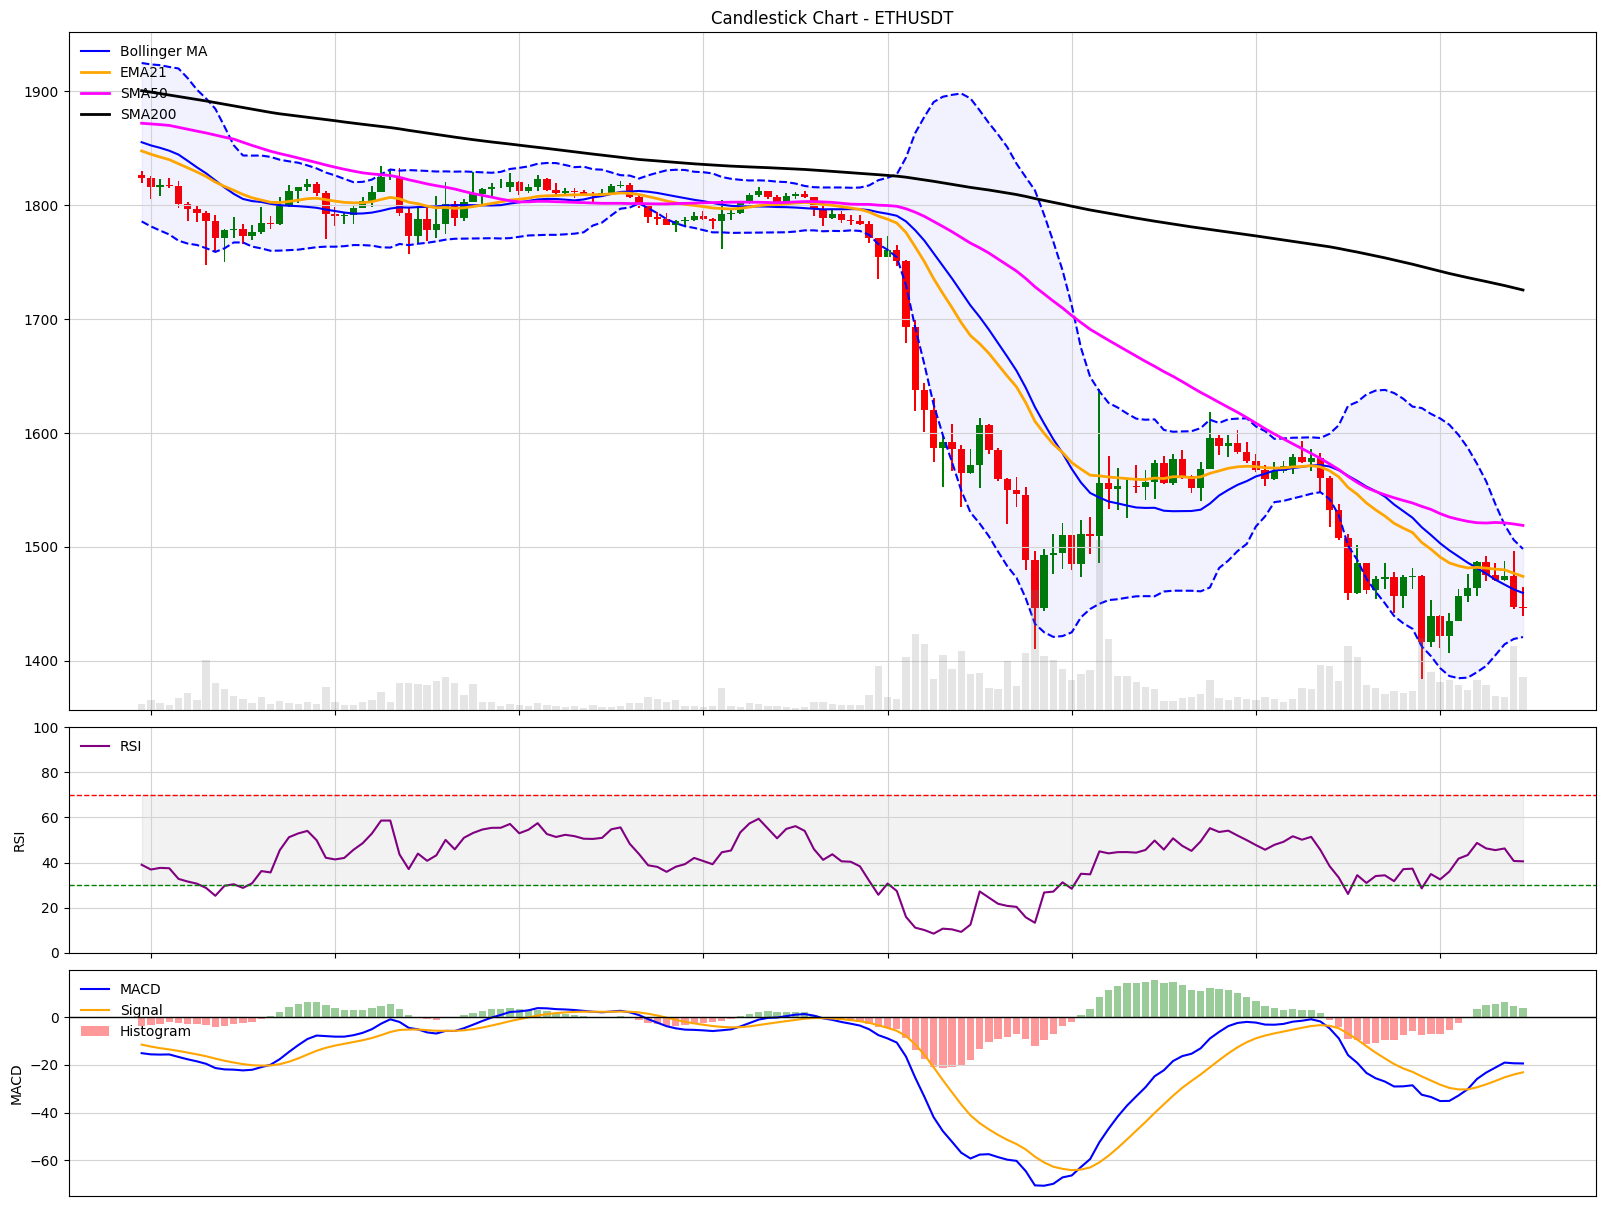 Candlestick Chart - ETHUSDT
Bollinger MA
EMA21
SMA50
SMA200
1900
1800
1700
1600
1500
1400
RSI
100
80
60
40
20
0
RSI
MACD
Signal
Histogram
0
−20
−40
−60
MACD